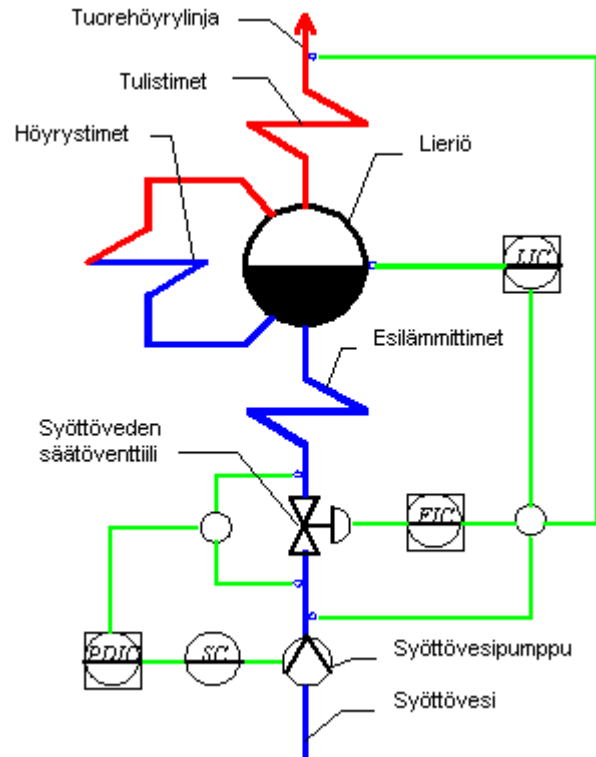 Tuorehöyrylinja
Tulistimet
Höyrystimet
Lieriö
LIC
Esilämmittimet
Syöttöveden
säätöventtiili
FIC
PDIC
SC
Syöttövesipumppu
Syöttövesi